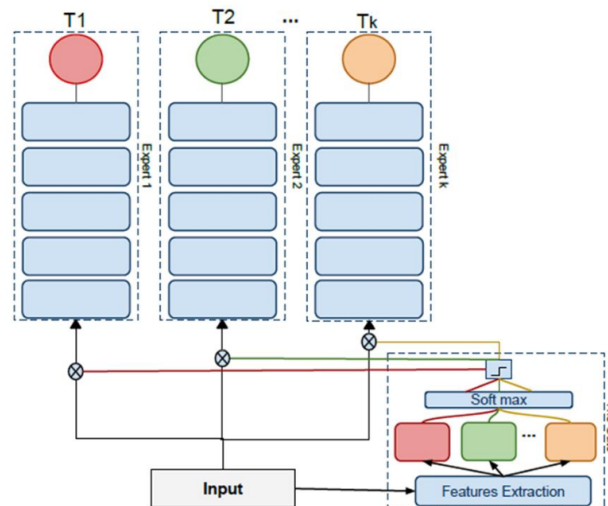 T1
T2
...
Tk
Expert 1
Expert 2
Expert k
Soft max
...
Input
Features Extraction